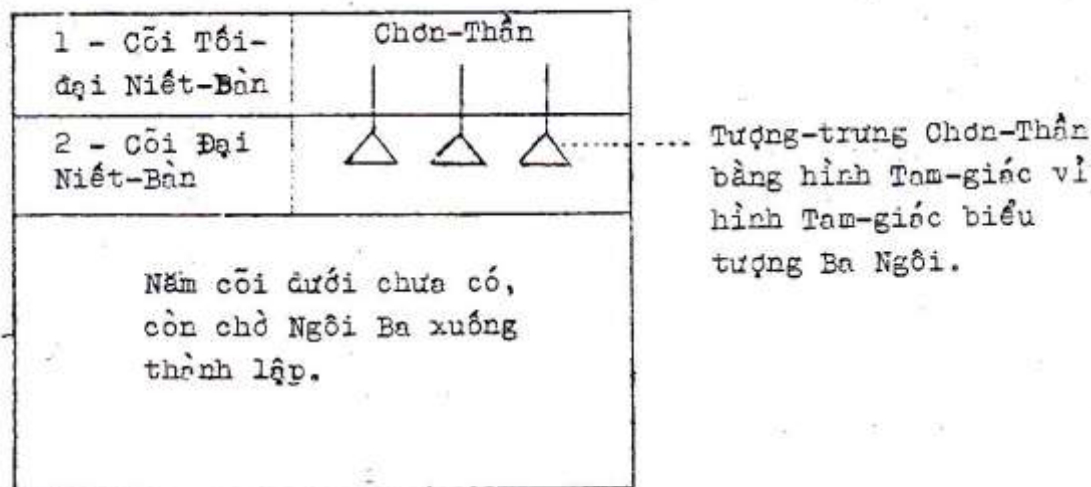 1 - Cõi Tối-
đại Niết-Bàn
Chơn-Thần
2 - Cõi Đại
Niết-Bàn
Tượng-trưng Chơn-Thần
bằng hình Tam-giác vì
hình Tam-giác biểu
tượng Ba Ngôi.
Năm cõi dưới chưa có,
còn chờ Ngôi Ba xuống
thành lập.